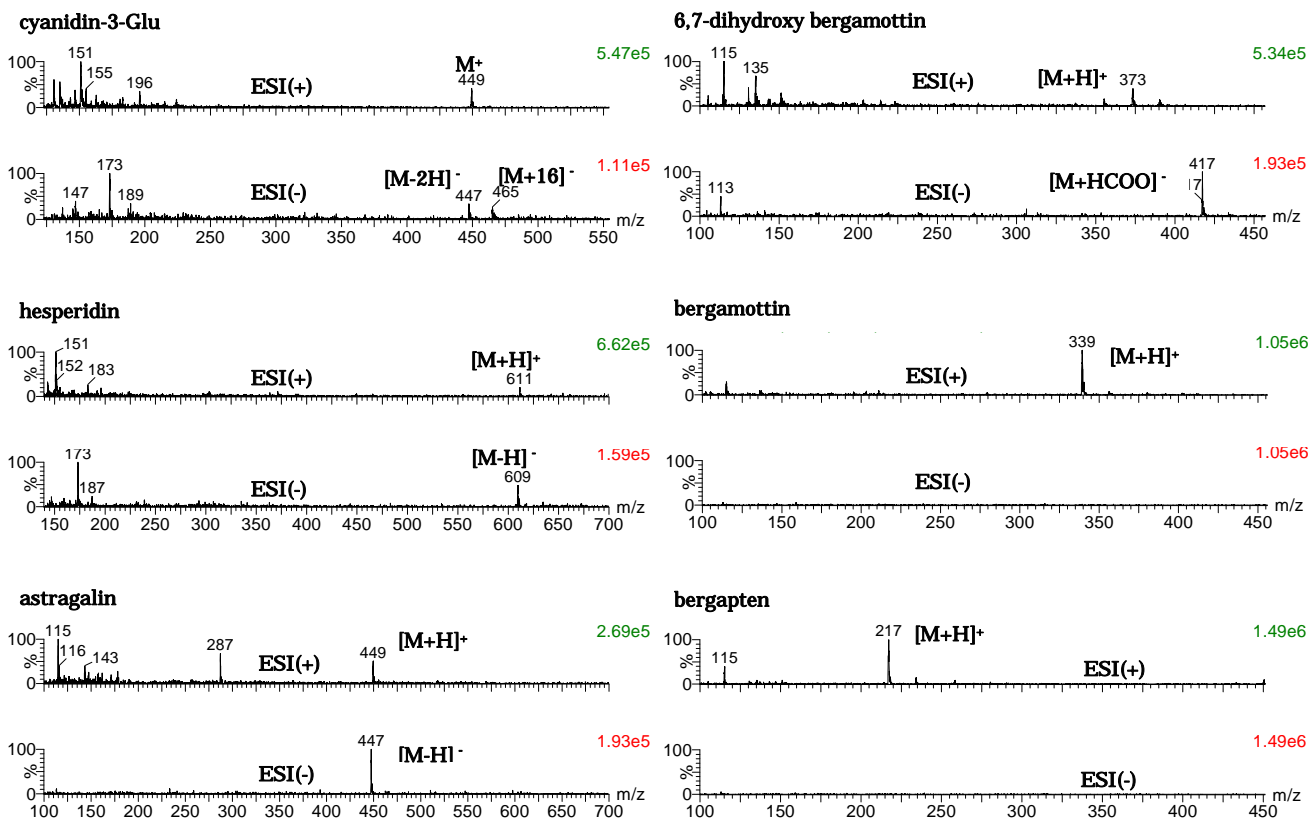 cyanidin-3-Glu
5.47e5
100
%
0
151
155
196
ESI(+)
M+
449
1.11e5
100
%
0
147
173
189
ESI(-)
[M-2H] -
447
[M+16] -
465
150 200 250 300 350 400 450 500 550 m/z
6,7-dihydroxy bergamottin
5.34e5
100
%
0
115
135
ESI(+)
[M+H]+
373
1.93e5
100
%
0
113
ESI(-)
[M+HCOO] -
417
100 150 200 250 300 350 400 450 m/z
hesperidin
6.62e5
100
%
0
151
152
183
ESI(+)
[M+H]+
611
1.59e5
100
%
0
173
187
ESI(-)
[M-H] -
609
150 200 250 300 350 400 450 500 550 600 650 700 m/z
bergamottin
1.05e6
100
%
0
ESI(+)
339
[M+H]+
1.05e6
100
%
0
ESI(-)
100 150 200 250 300 350 400 450 m/z
astragalin
2.69e5
100
%
0
115
116
143
287
ESI(+)
449
[M+H]+
1.93e5
100
%
0
ESI(-)
447
[M-H] -
100 150 200 250 300 350 400 450 500 550 600 650 700 m/z
bergapten
1.49e6
100
%
0
115
217
[M+H]+
ESI(+)
1.49e6
100
%
0
ESI(-)
100 150 200 250 300 350 400 450 m/z